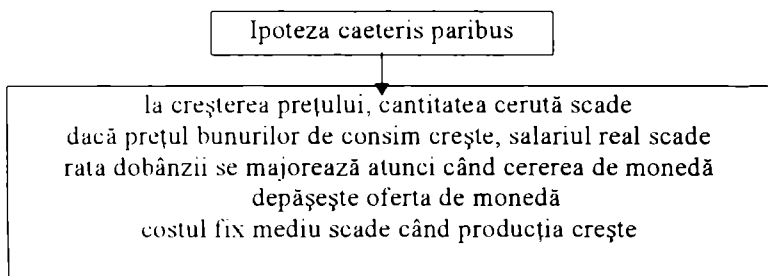 Ipoteza caeteris paribus
la creşterea preţului, cantitatea cerută scade
dacă preţul bunurilor de consim creşte, salariul real scade
rata dobânzii se majorează atunci când cererea de monedă
depăşeşte oferta de monedă
costul fix mediu scade când producţia creşte